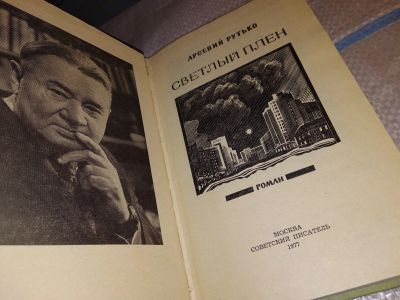 АРСЕНИЙ РУТЬКО
СВЕТЛЫЙ ПЛЕН
РОМАН
МОСКВА
СОВЕТСКИЙ ПИСАТЕЛЬ
1977